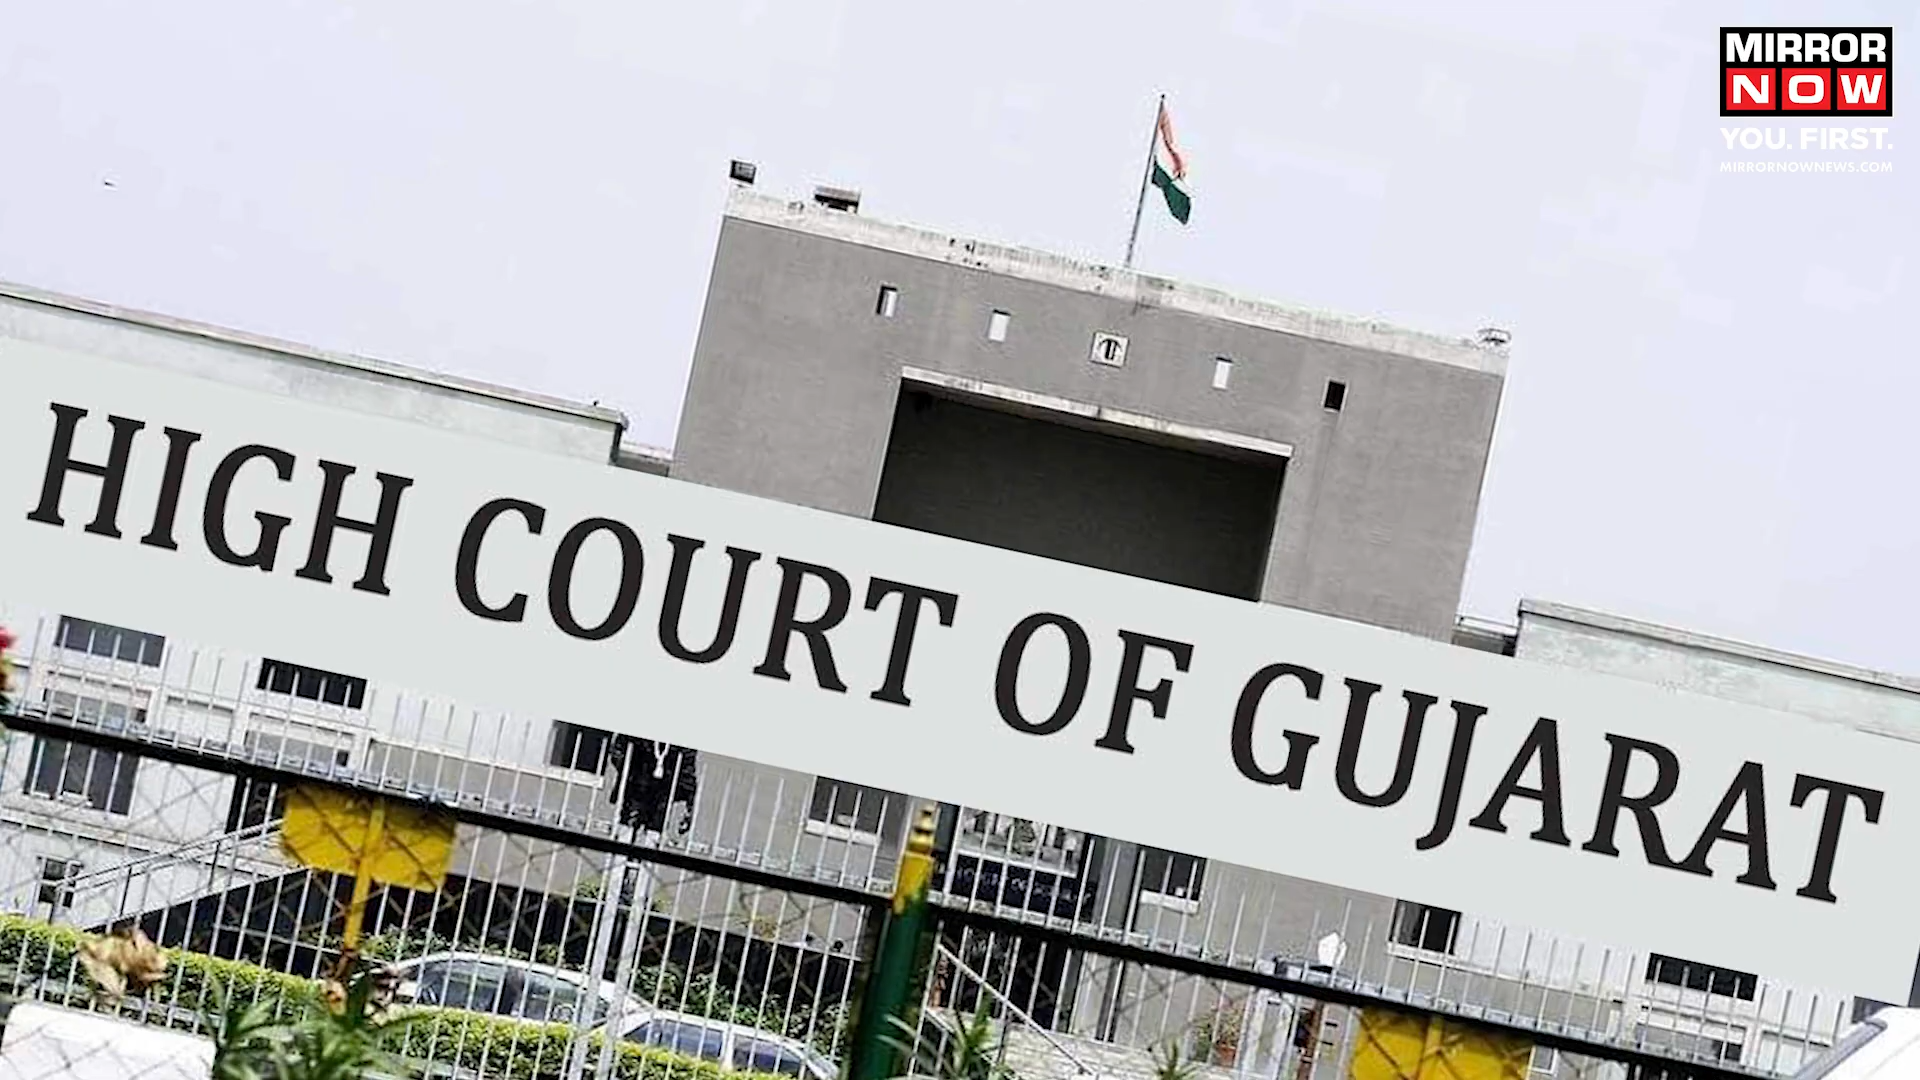 MIRROR
NOW
YOU. FIRST.
MIRRORNOWNEWS.COM
HIGH COURT OF GUJARAT